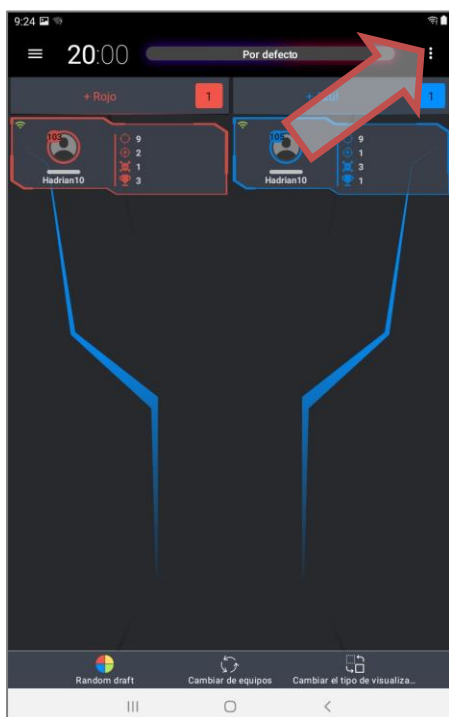 9:24
20:00 Por defecto
+ Rojo 1 1
103 9 105 9
2 1
1 3
Hadrian10 3 Hadrian10 1
Random draft Cambiar de equipos Cambiar el tipo de visualiza...